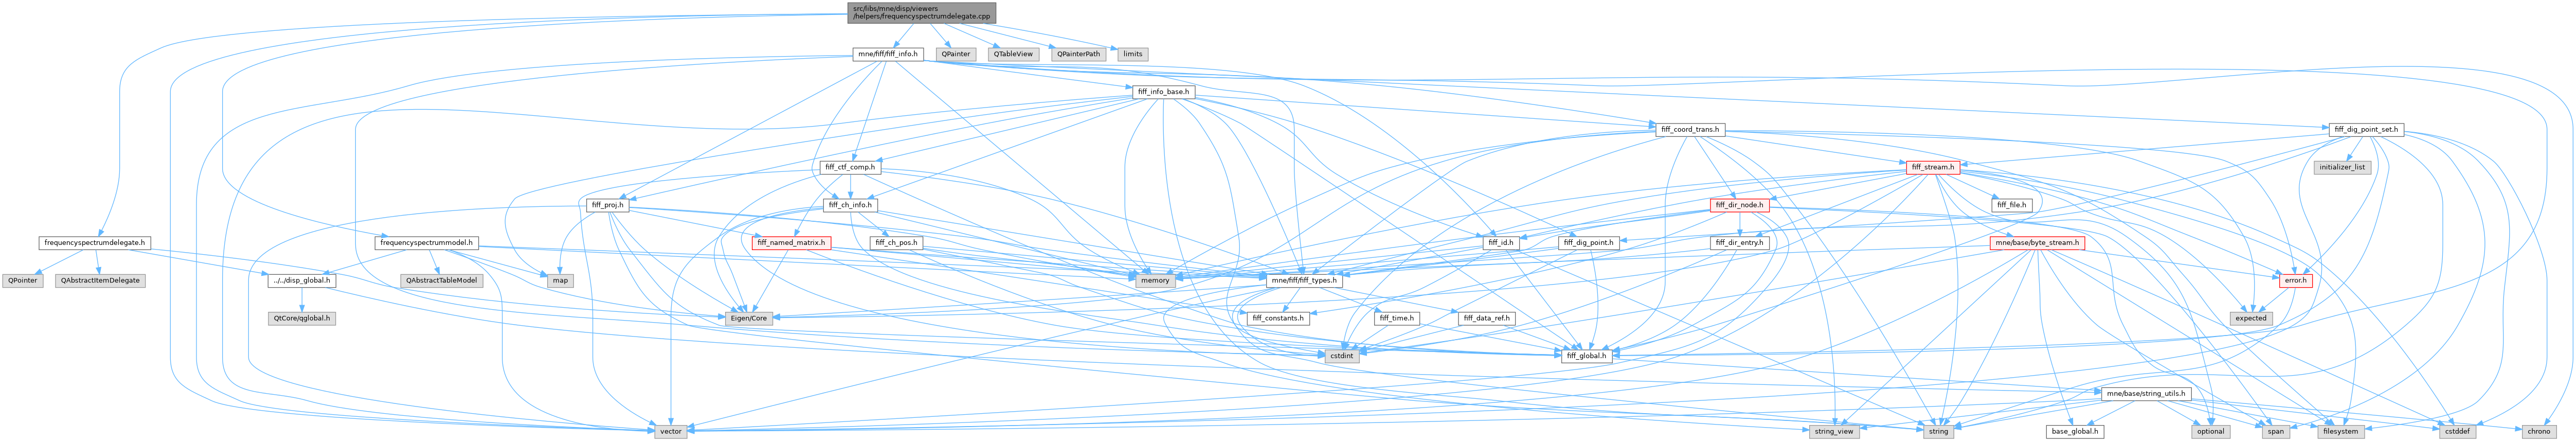 src/libs/mne/disp/viewers
/helpers/frequencyspectrumdelegate.cpp
mne/fiff/fiff_info.h
QPainter
QTableView
QPainterPath
limits
fiff_info_base.h
fiff_coord_trans.h
fiff_dig_point_set.h
fiff_ctf_comp.h
fiff_stream.h
initializer_list
fiff_proj.h
fiff_ch_info.h
fiff_dir_node.h
fiff_file.h
frequencyspectrumdelegate.h
frequencyspectrummodel.h
fiff_named_matrix.h
fiff_ch_pos.h
fiff_id.h
fiff_dig_point.h
fiff_dir_entry.h
mne/base/byte_stream.h
QPointer
QAbstractItemDelegate
../../disp_global.h
QAbstractTableModel
map
memory
mne/fiff/fiff_types.h
error.h
QtCore/qglobal.h
Eigen/Core
fiff_constants.h
fiff_time.h
fiff_data_ref.h
expected
cstdint
fiff_global.h
mne/base/string_utils.h
vector
string_view
string
base_global.h
optional
span
filesystem
cstddef
chrono